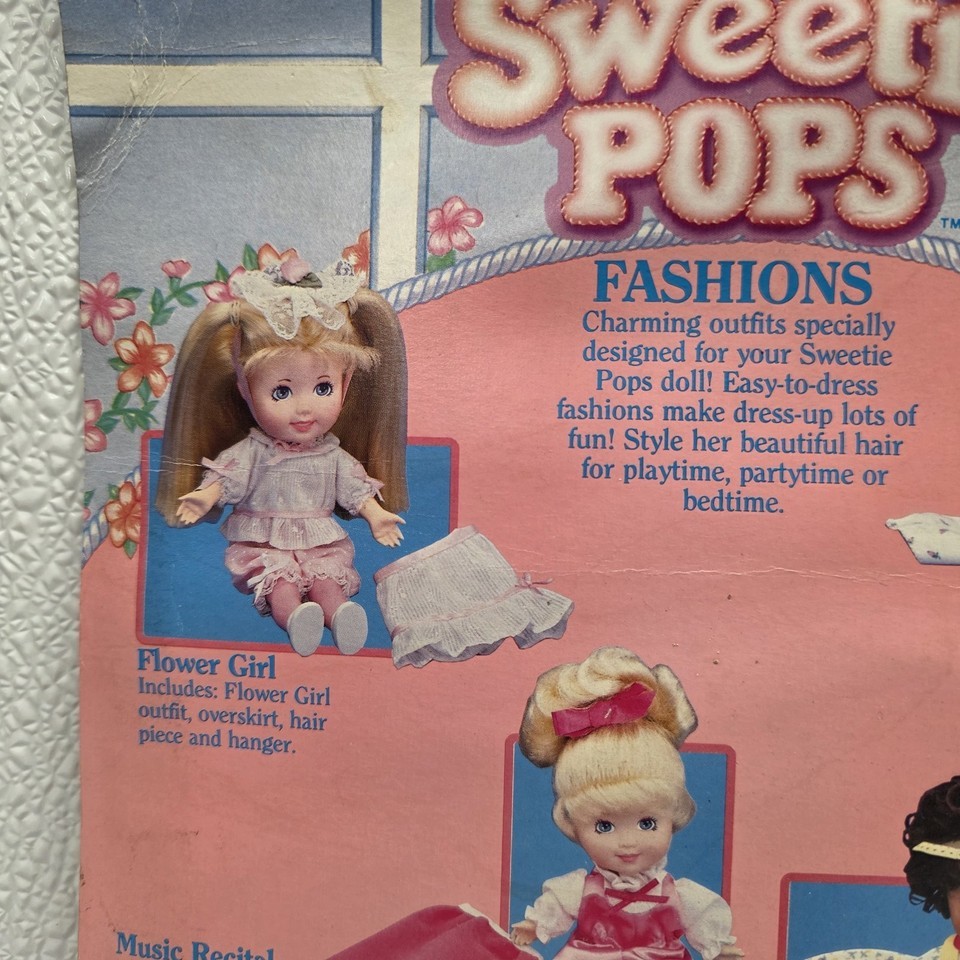 POPS
TM
FASHIONS
Charming outfits specially
designed for your Sweetie
Pops doll! Easy-to-dress
fashions make dress-up lots of
fun! Style her beautiful hair
for playtime, partytime or
bedtime.
Flower Girl
Includes: Flower Girl
outfit, overskirt, hair
piece and hanger.
Music Recital